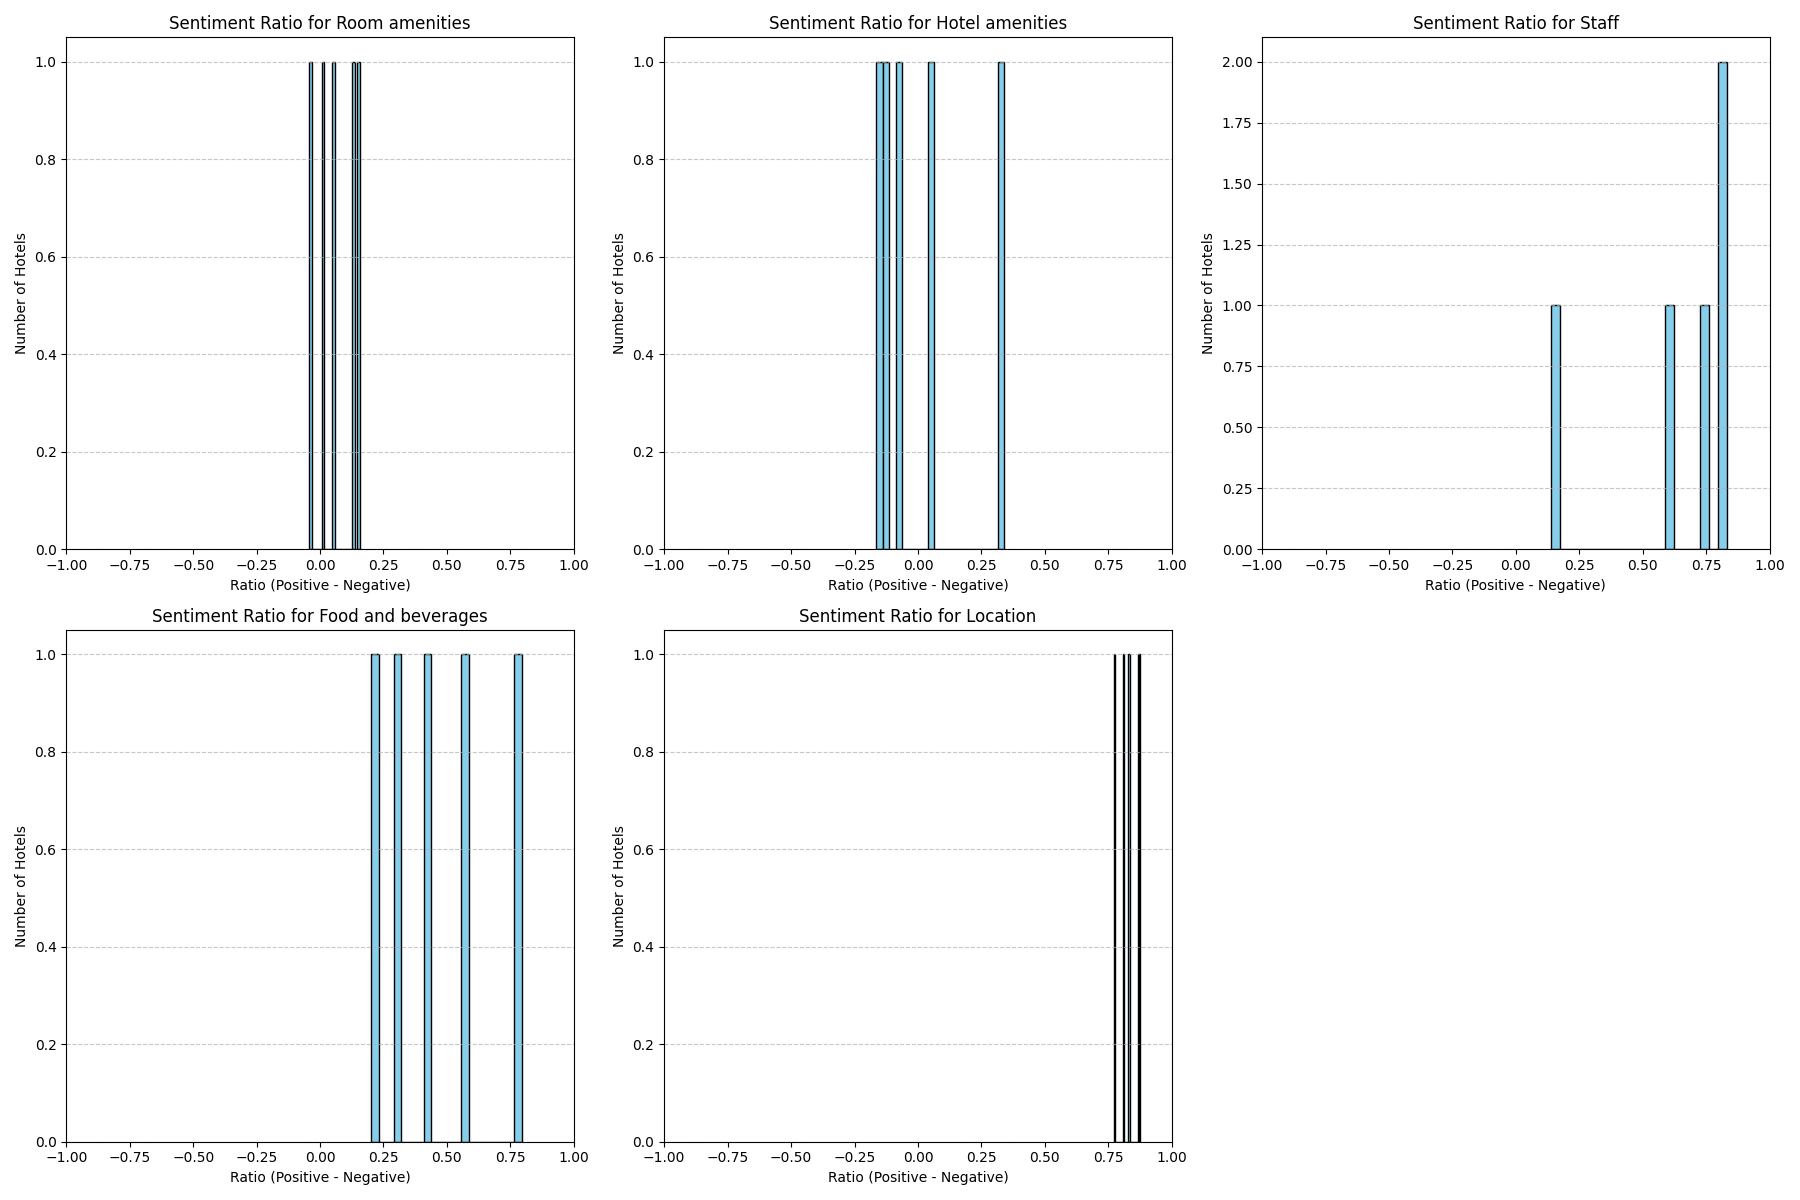 Sentiment Ratio for Room amenities
Number of Hotels
1.0
0.8
0.6
0.4
0.2
0.0
−1.00 −0.75 −0.50 −0.25 0.00 0.25 0.50 0.75 1.00
Ratio (Positive - Negative)
Sentiment Ratio for Hotel amenities
Number of Hotels
1.0
0.8
0.6
0.4
0.2
0.0
−1.00 −0.75 −0.50 −0.25 0.00 0.25 0.50 0.75 1.00
Ratio (Positive - Negative)
Sentiment Ratio for Staff
Number of Hotels
2.00
1.75
1.50
1.25
1.00
0.75
0.50
0.25
0.00
−1.00 −0.75 −0.50 −0.25 0.00 0.25 0.50 0.75 1.00
Ratio (Positive - Negative)
Sentiment Ratio for Food and beverages
Number of Hotels
1.0
0.8
0.6
0.4
0.2
0.0
−1.00 −0.75 −0.50 −0.25 0.00 0.25 0.50 0.75 1.00
Ratio (Positive - Negative)
Sentiment Ratio for Location
Number of Hotels
1.0
0.8
0.6
0.4
0.2
0.0
−1.00 −0.75 −0.50 −0.25 0.00 0.25 0.50 0.75 1.00
Ratio (Positive - Negative)